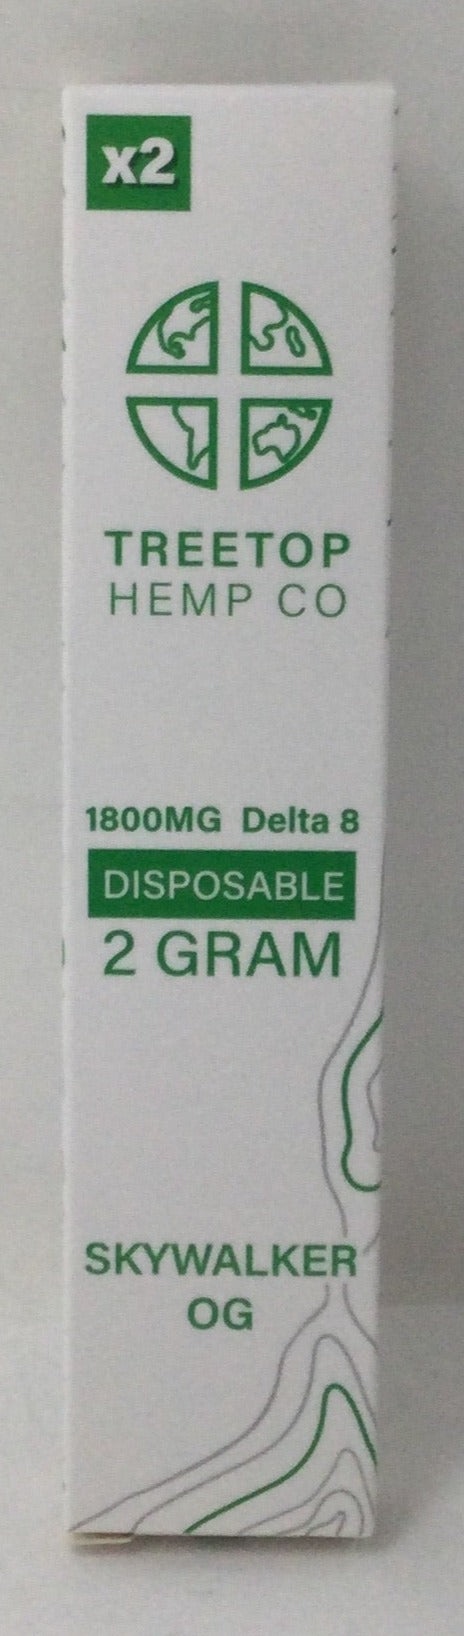 x2
TREETOP
HEMP CO
1800MG Delta 8
DISPOSABLE
2 GRAM
SKYWALKER
OG